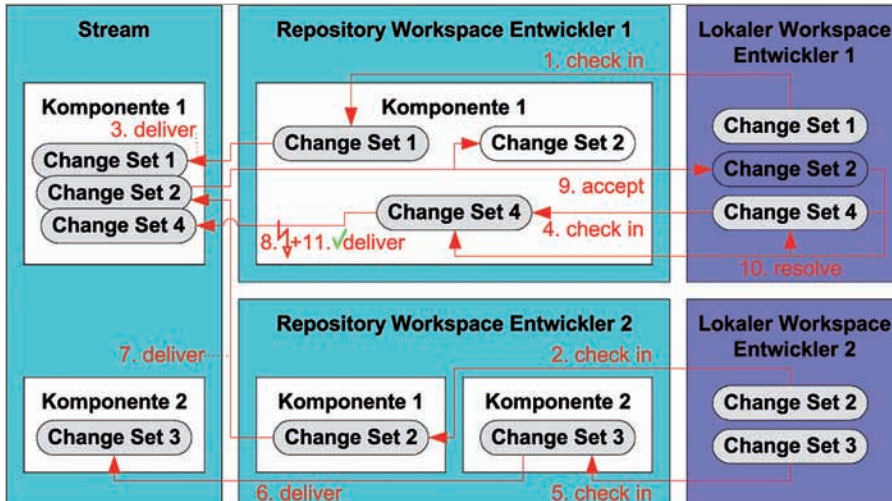 Stream
Komponente 1
3. deliver
Change Set 1
Change Set 2
Change Set 4
Komponente 2
Change Set 3
Repository Workspace Entwickler 1
Komponente 1
Change Set 1
Change Set 2
Change Set 4
8. +11. deliver
1. check in
9. accept
4. check in
Lokaler Workspace
Entwickler 1
Change Set 1
Change Set 2
Change Set 4
10. resolve
Repository Workspace Entwickler 2
7. deliver
2. check in
Komponente 1
Change Set 2
Komponente 2
Change Set 3
6. deliver
5. check in
Lokaler Workspace
Entwickler 2
Change Set 2
Change Set 3